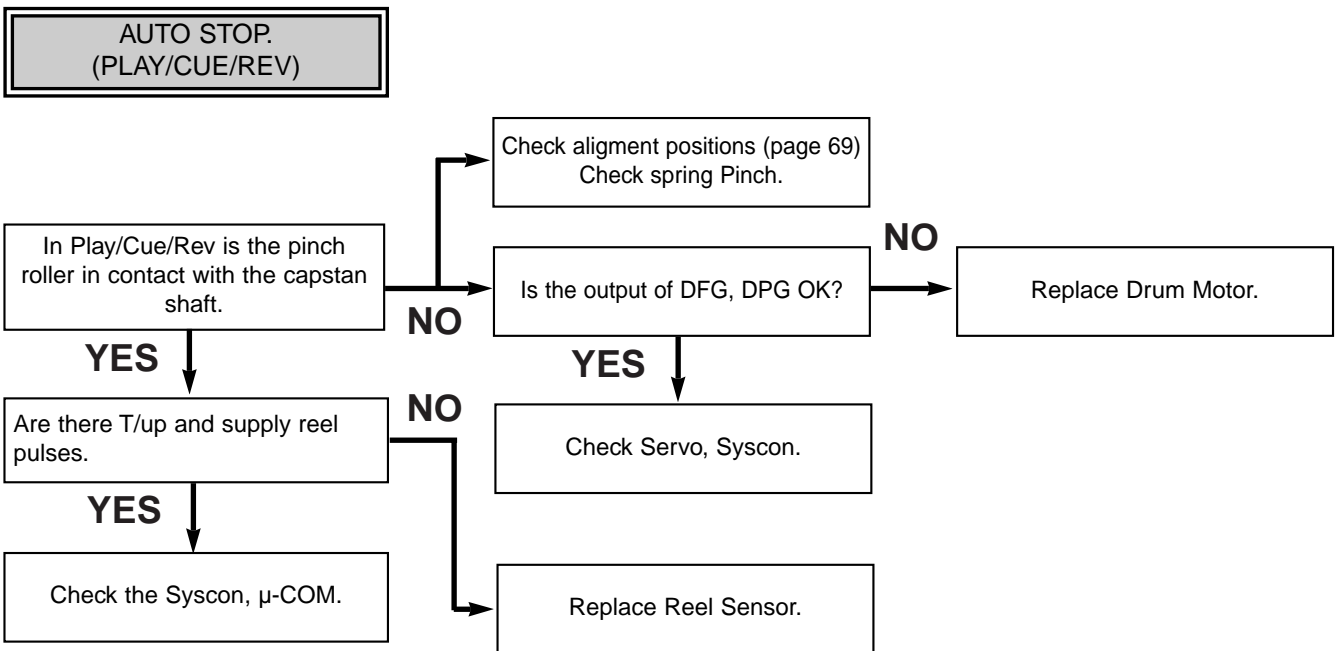 AUTO STOP.
(PLAY/CUE/REV)
Check aligment positions (page 69)
Check spring Pinch.
In Play/Cue/Rev is the pinch
roller in contact with the capstan
shaft.
NO
Is the output of DFG, DPG OK?
NO
Replace Drum Motor.
YES
YES
Are there T/up and supply reel
pulses.
NO
Check Servo, Syscon.
YES
Check the Syscon, µ-COM.
Replace Reel Sensor.